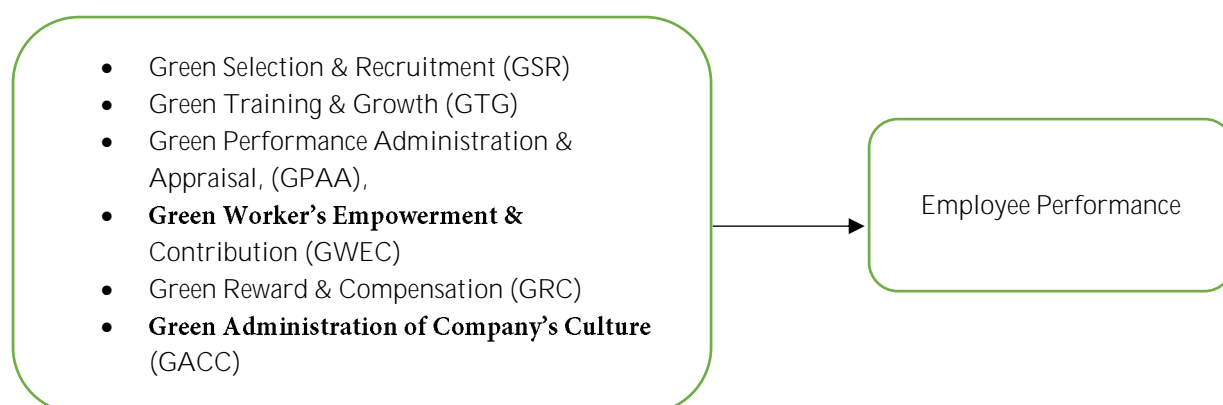 • Green Selection & Recruitment (GSR)
• Green Training & Growth (GTG)
• Green Performance Administration &
Appraisal, (GPAA),
• Green Worker’s Empowerment &
Contribution (GWEC)
• Green Reward & Compensation (GRC)
• Green Administration of Company’s Culture
(GACC)
Employee Performance